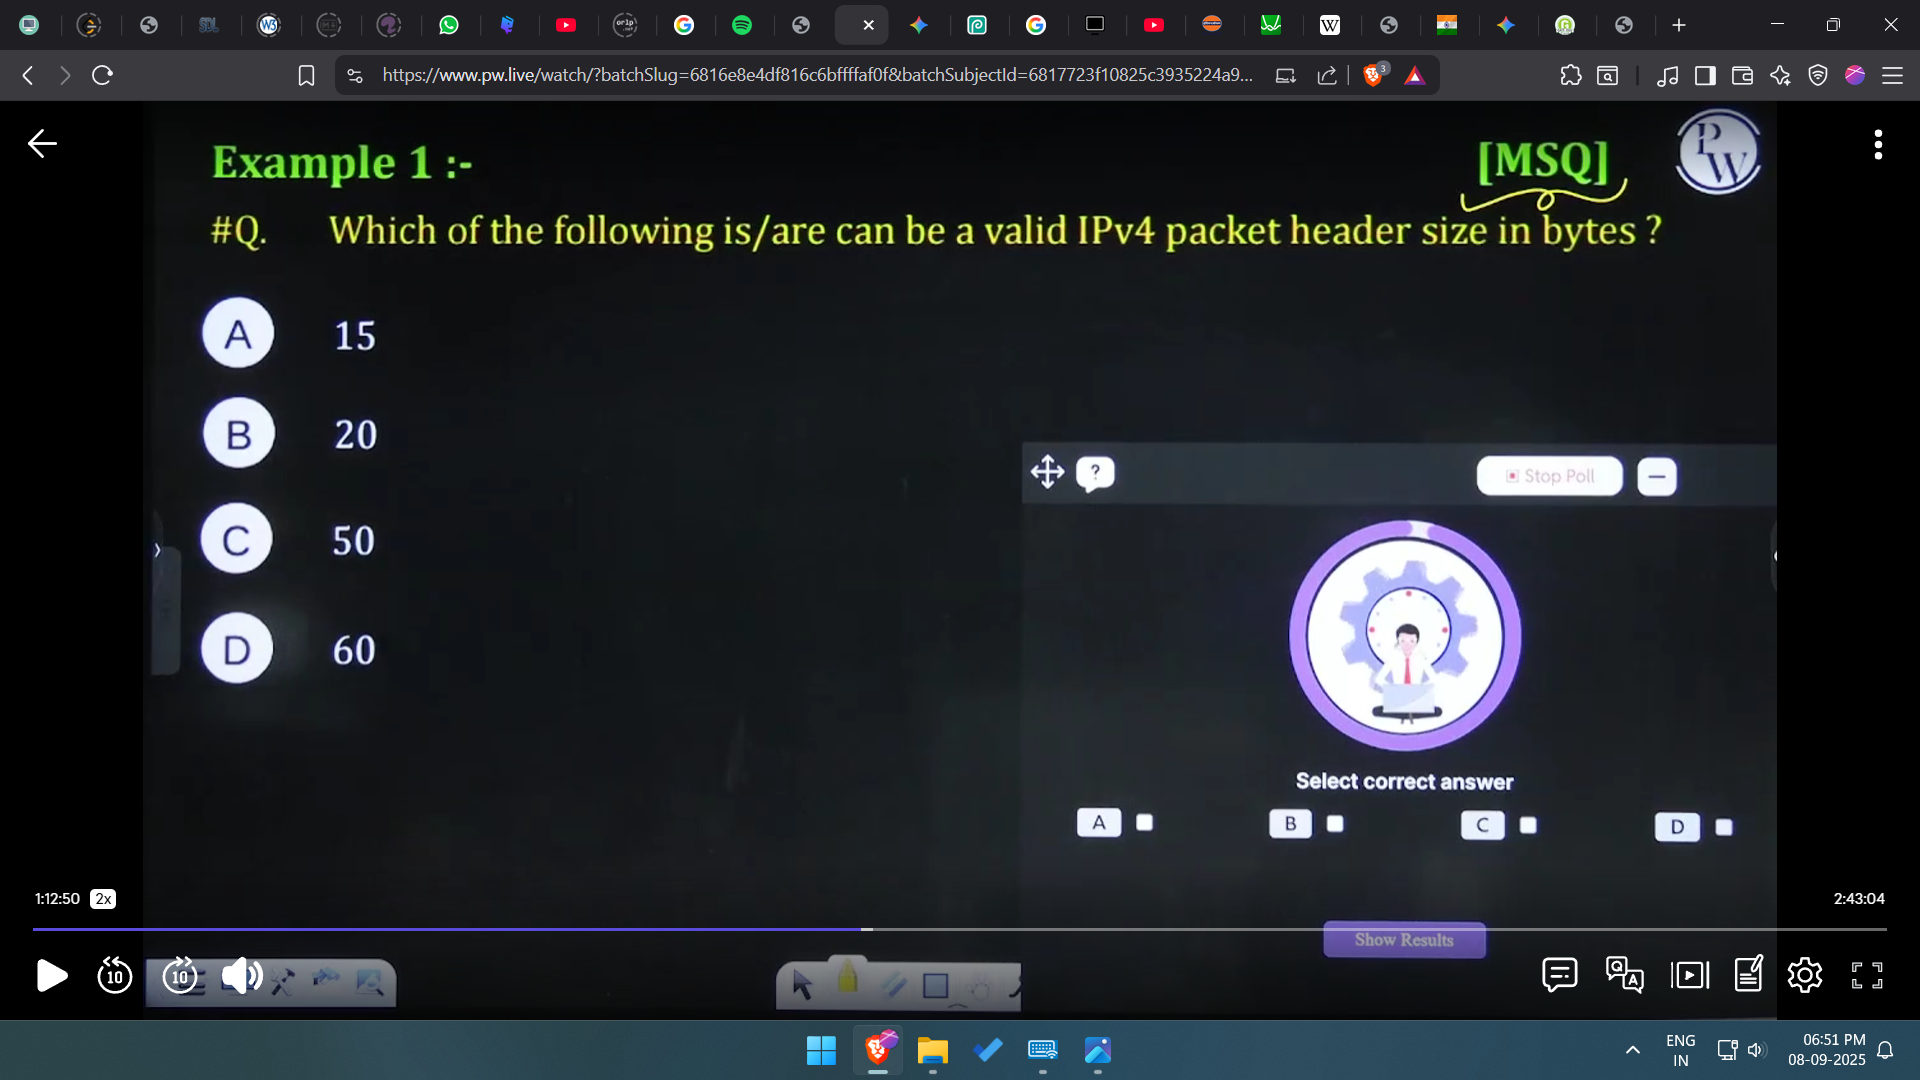 https://www.pw.live/watch/?batchSlug=6816e8e4df816c6bffffaf0f&batchSubjectId=6817723f10825c3935224a9...
3
Example 1 :-
[MSQ]
PW
#Q. Which of the following is/are can be a valid IPv4 packet header size in bytes ?
A 15
B 20
C 50
D 60
?
Stop Poll
Select correct answer
A
B
C
D
1:12:50 2x
2:43:04
Show Results
10
10
Q A
ENG
IN
06:51 PM
08-09-2025